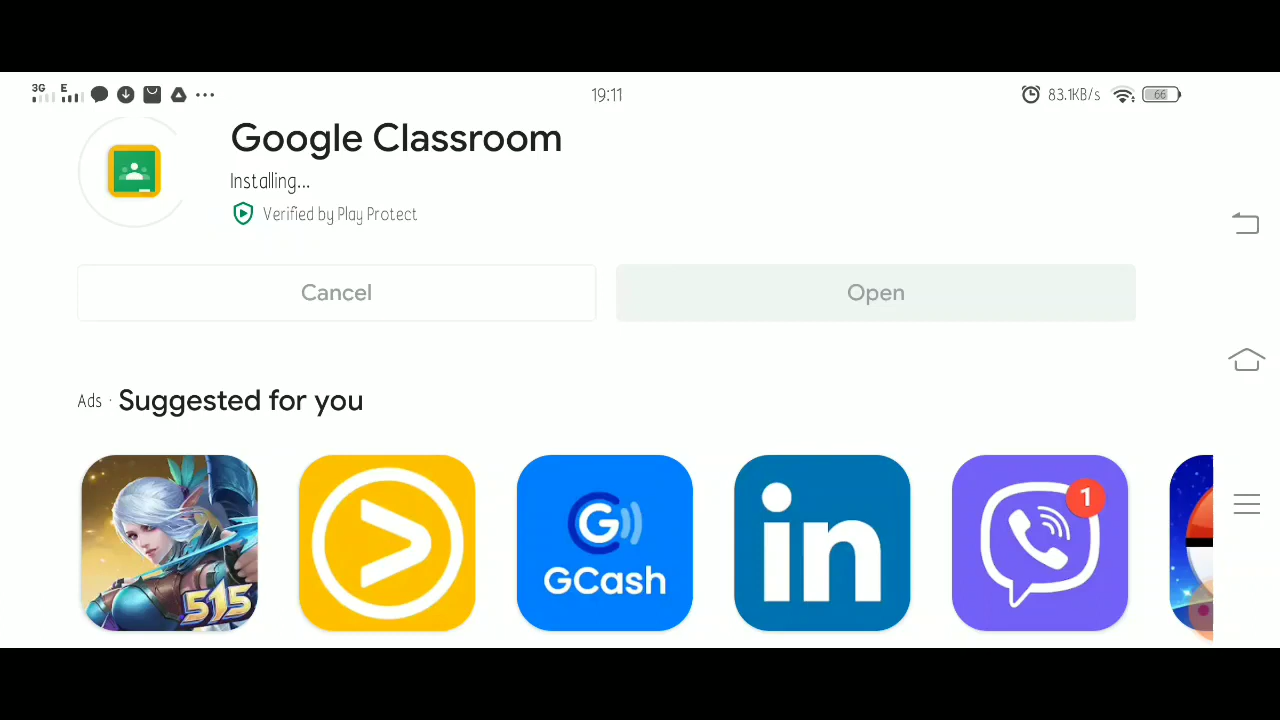 3G E 19:11 83.1KB/s 66
Google Classroom
Installing...
Verified by Play Protect
Cancel Open
Ads · Suggested for you
515
G
GCash
in
1